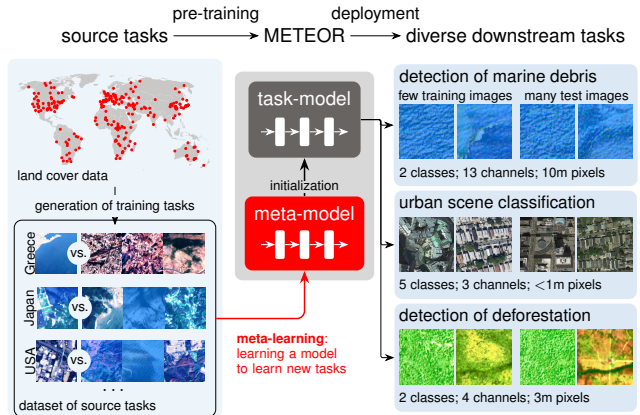 pre-training
deployment
source tasks
METEOR
diverse downstream tasks
land cover data
generation of training tasks
Greece
vs.
Japan
vs.
USA
vs.
. . .
dataset of source tasks
task-model
initialization
meta-model
meta-learning:
learning a model
to learn new tasks
detection of marine debris
few training images
many test images
2 classes; 13 channels; 10m pixels
urban scene classification
5 classes; 3 channels; <1m pixels
detection of deforestation
2 classes; 4 channels; 3m pixels